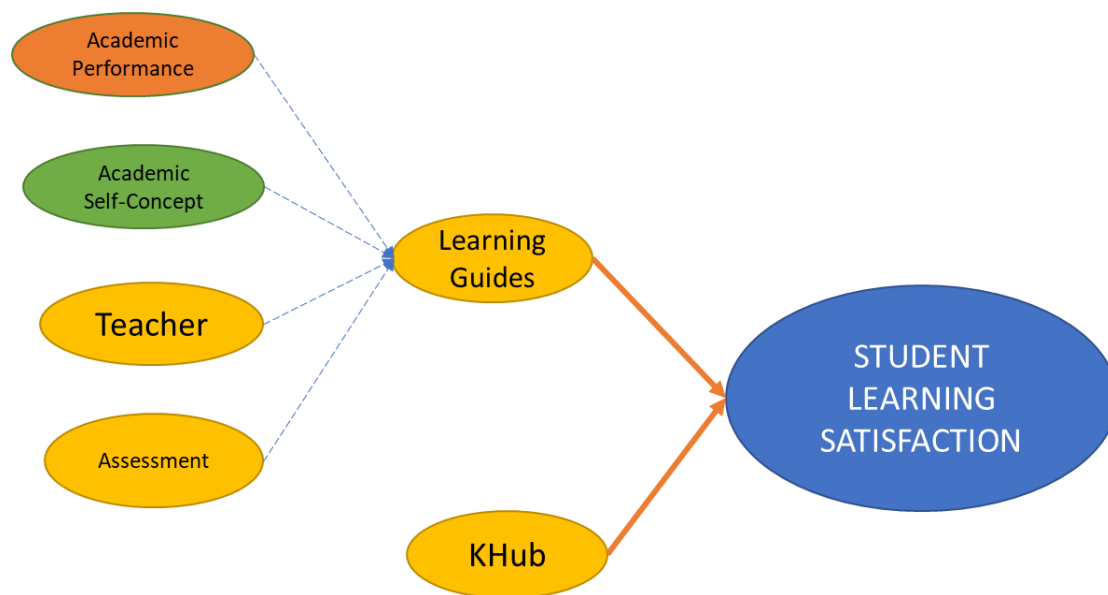 Academic
Performance
Academic
Self-Concept
Teacher
Assessment
Learning
Guides
KHub
STUDENT
LEARNING
SATISFACTION